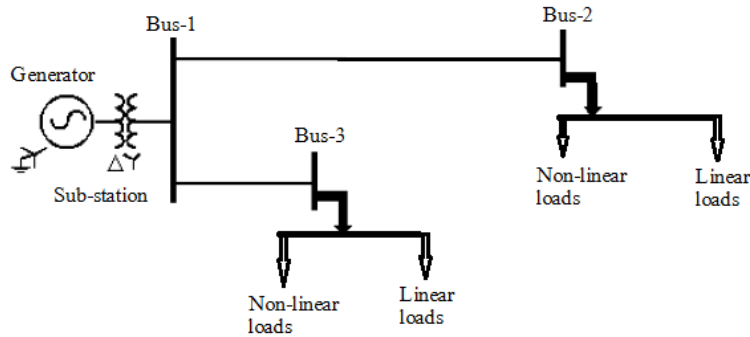 Bus-1
Bus-2
Generator
Bus-3
ΔY
Sub-station
Non-linear
loads
Linear
loads
Non-linear
loads
Linear
loads